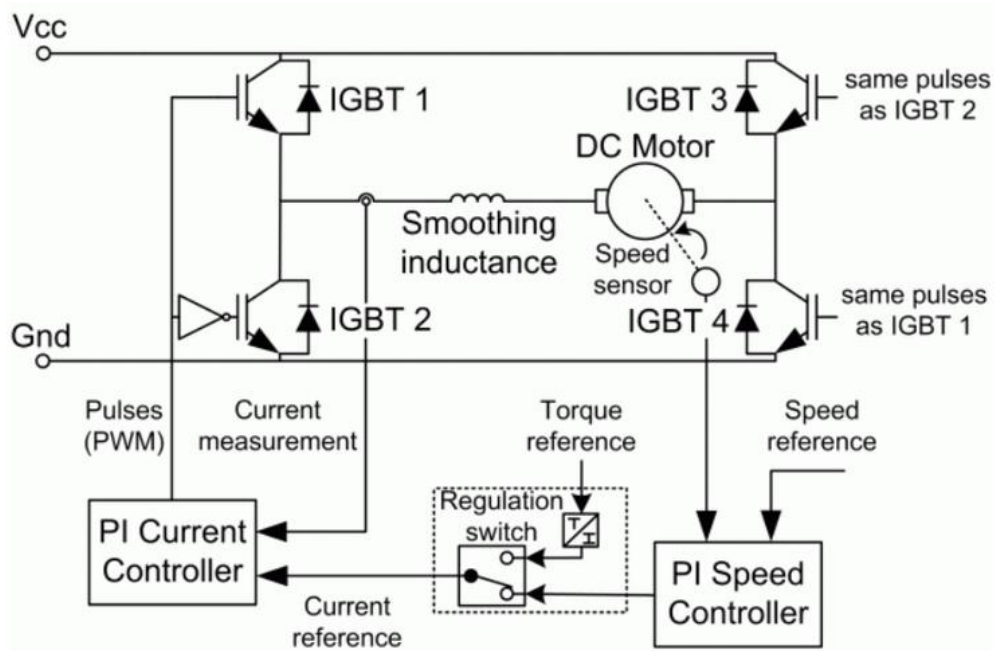 Vcc
IGBT 1
IGBT 3
same pulses
as IGBT 2
DC Motor
Smoothing
inductance
Speed
sensor
IGBT 2
IGBT 4
same pulses
as IGBT 1
Gnd
Pulses
(PWM)
Current
measurement
Torque
reference
Speed
reference
Regulation
switch
T
I
PI Current
Controller
PI Speed
Controller
Current
reference